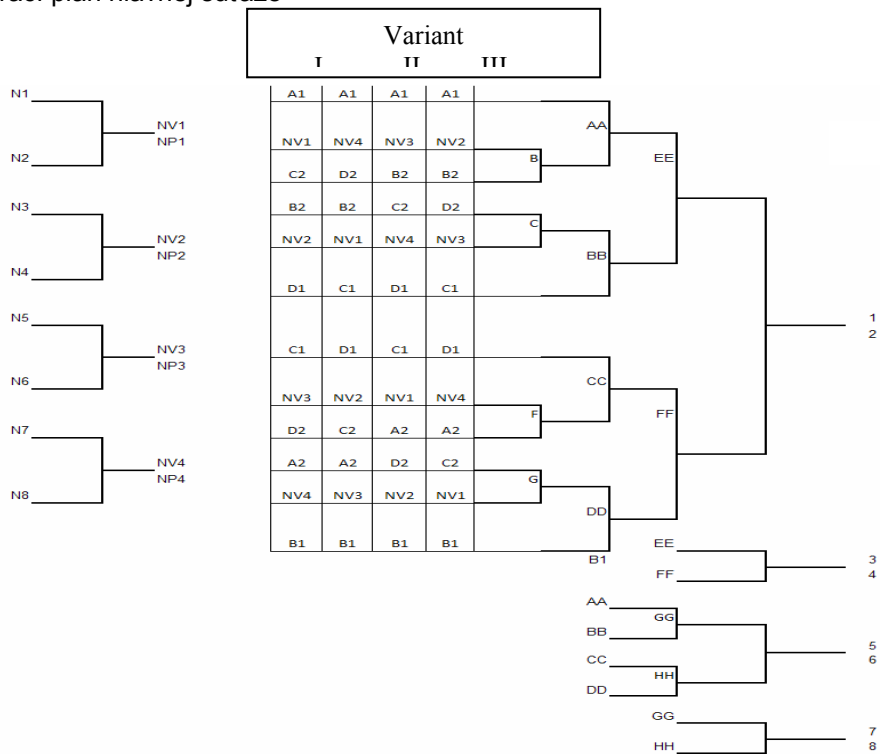 plán hlavnej súťaže
Variant
I II III
N1 A1 A1 A1 A1
AA
NV1
NP1
NV1 NV4 NV3 NV2
N2 B EE
C2 D2 B2 B2
N3 B2 B2 C2 D2
C
NV2 NV2 NV1 NV4 NV3
NP2 BB
N4
D1 C1 D1 C1
N5 1
2
NV3 C1 D1 C1 D1
NP3
N6 CC
NV3 NV2 NV1 NV4
F FF
N7 D2 C2 A2 A2
NV4 A2 A2 D2 C2
NP4 G
N8 NV4 NV3 NV2 NV1
DD
B1 B1 B1 B1 EE
B1 3
FF 4
AA
GG
BB 5
CC 6
HH
DD
GG
7
HH 8